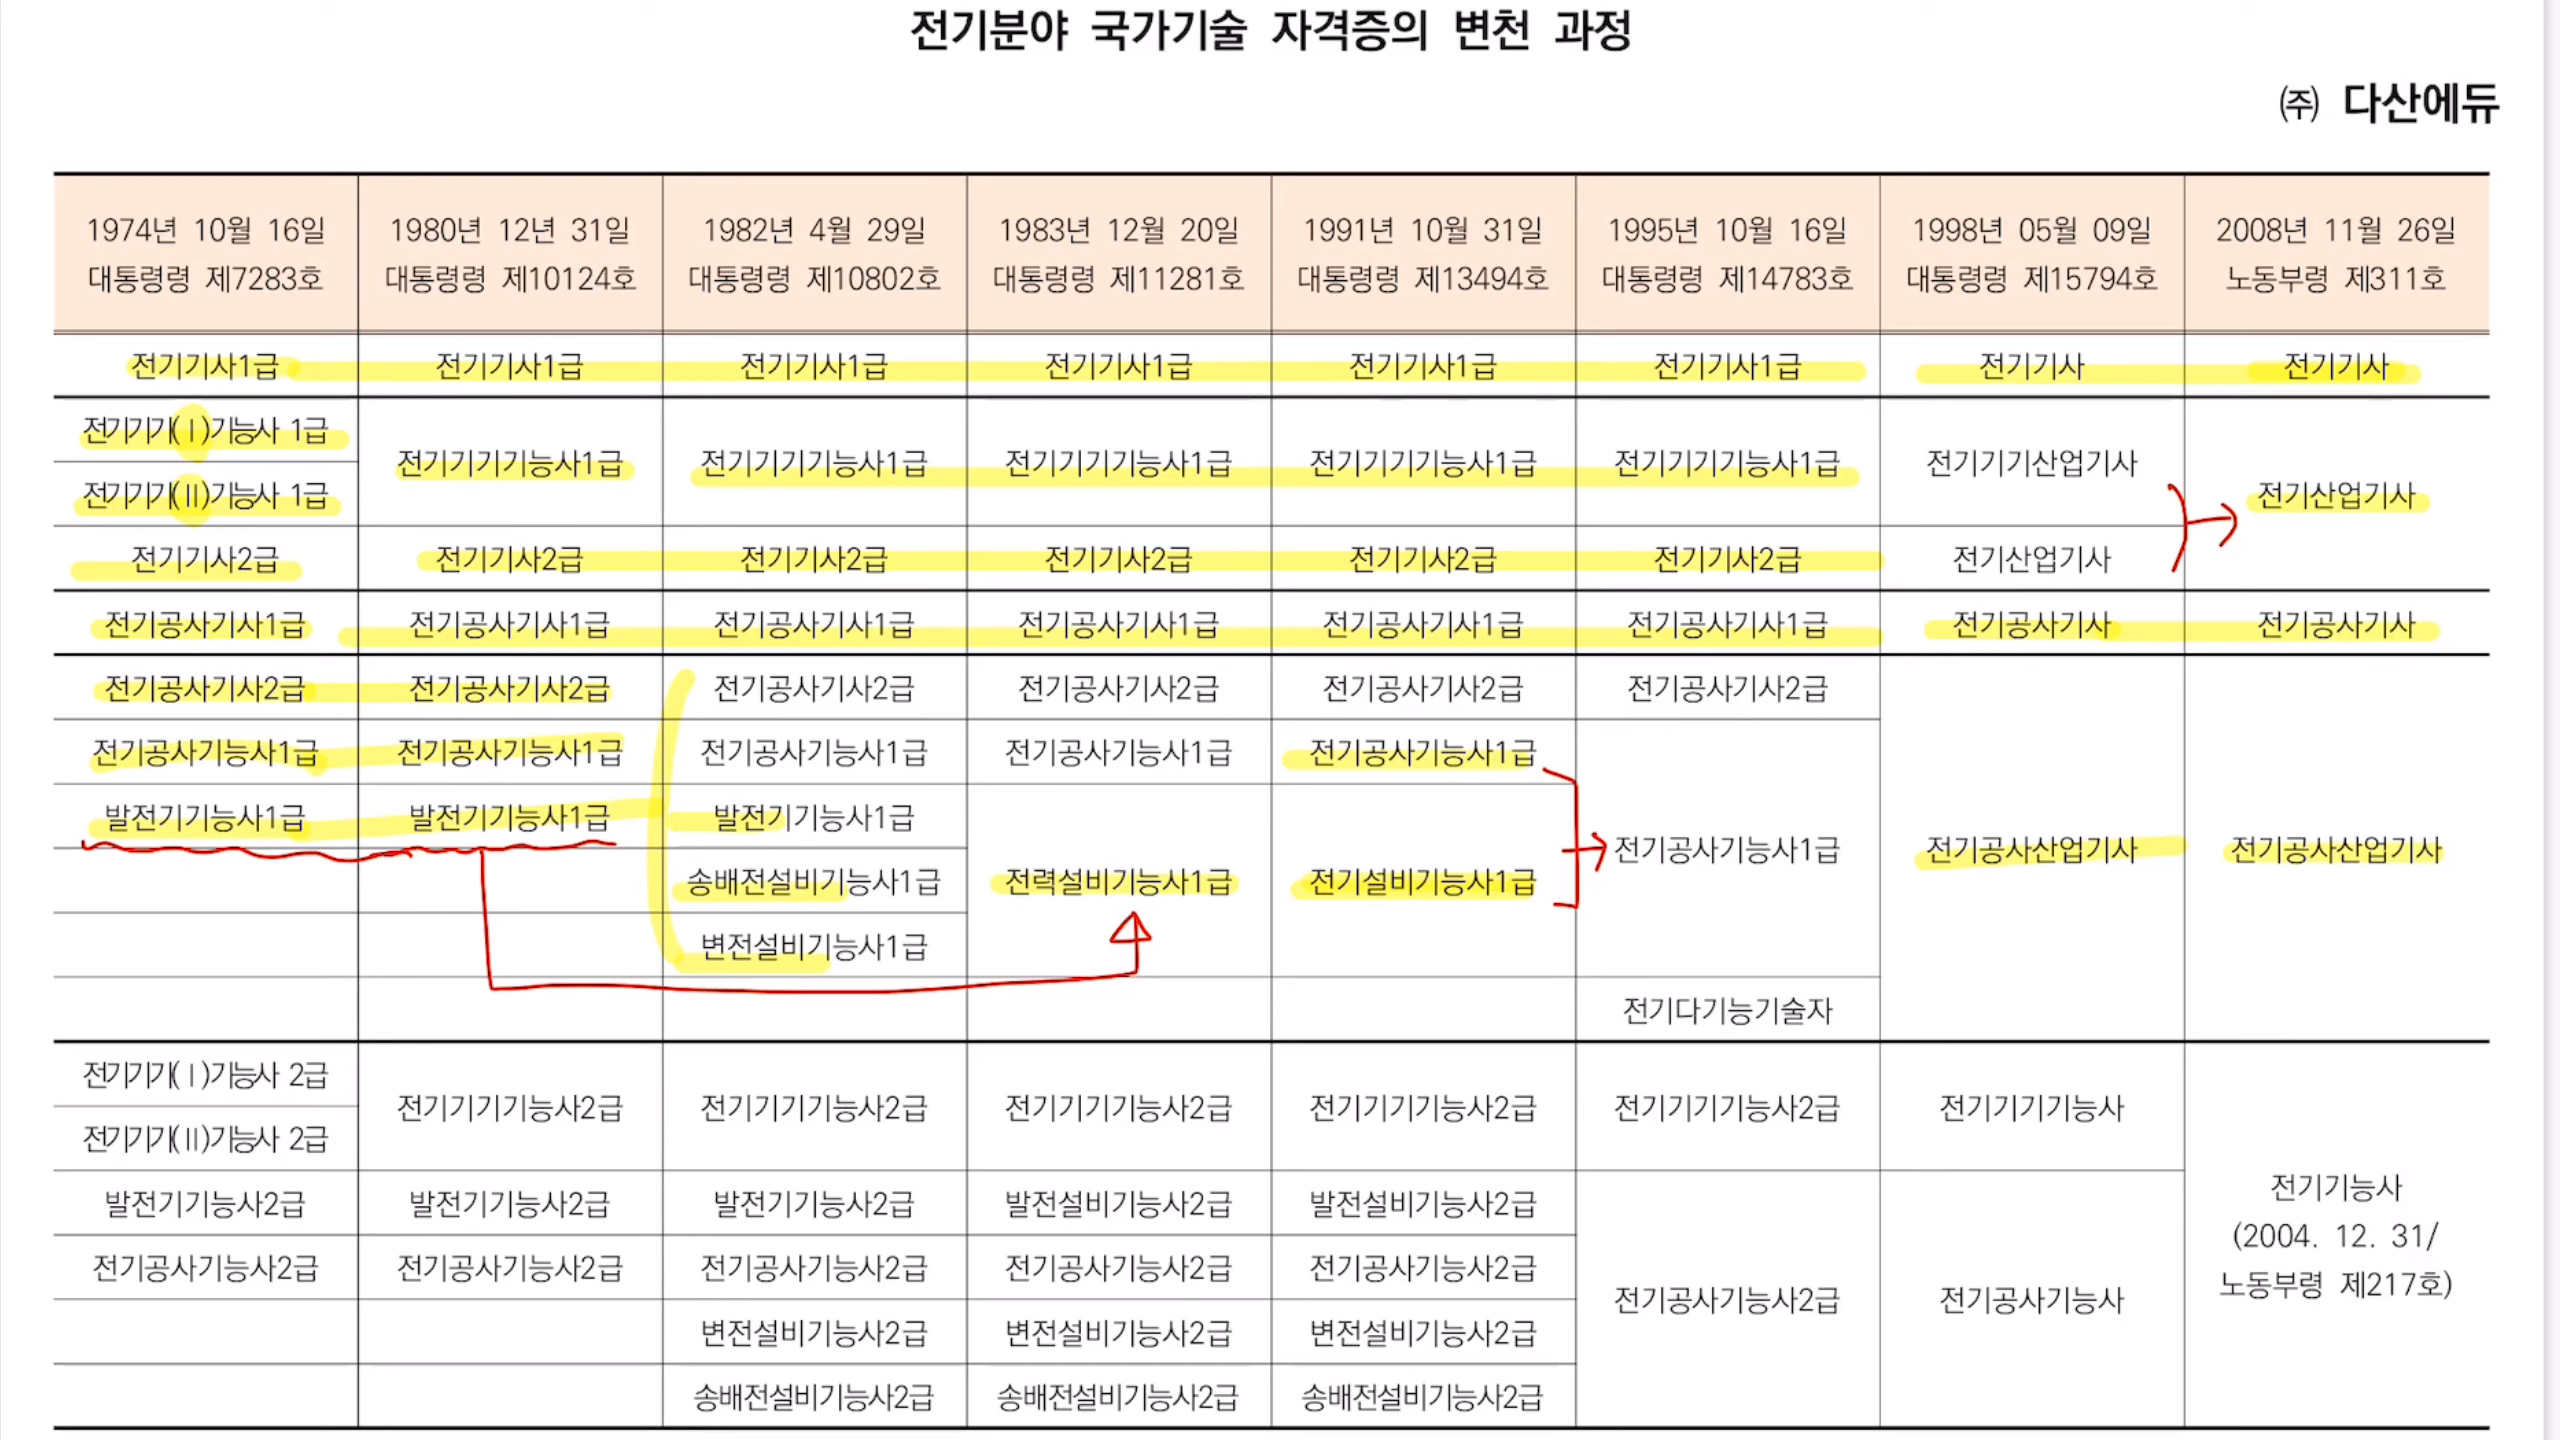 전기분야 국가기술 자격증의 변천 과정
㈜ 다산에듀
1974년 10월 16일 1980년 12년 31일 1982년 4월 29일 1983년 12월 20일 1991년 10월 31일 1995년 10월 16일 1998년 05월 09일 2008년 11월 26일
대통령령 제7283호 대통령령 제10124호 대통령령 제10802호 대통령령 제11281호 대통령령 제13494호 대통령령 제14783호 대통령령 제15794호 노동부령 제311호
전기기사1급 전기기사1급 전기기사1급 전기기사1급 전기기사1급 전기기사1급 전기기사 전기기사
전기기기(Ⅰ)기능사 1급
전기기기기능사1급 전기기기기능사1급 전기기기기능사1급 전기기기기능사1급 전기기기기능사1급 전기기기산업기사
전기기기(Ⅱ)기능사 1급 전기산업기사
전기기사2급 전기기사2급 전기기사2급 전기기사2급 전기기사2급 전기기사2급 전기산업기사
전기공사기사1급 전기공사기사1급 전기공사기사1급 전기공사기사1급 전기공사기사1급 전기공사기사1급 전기공사기사 전기공사기사
전기공사기사2급 전기공사기사2급 전기공사기사2급 전기공사기사2급 전기공사기사2급 전기공사기사2급
전기공사기능사1급 전기공사기능사1급 전기공사기능사1급 전기공사기능사1급 전기공사기능사1급
발전기기능사1급 발전기기능사1급 발전기기능사1급
전기공사기능사1급 전기공사산업기사 전기공사산업기사
송배전설비기능사1급 전력설비기능사1급 전기설비기능사1급
변전설비기능사1급
전기다기능기술자
전기기기(Ⅰ)기능사 2급
전기기기기능사2급 전기기기기능사2급 전기기기기능사2급 전기기기기능사2급 전기기기기능사2급 전기기기기능사
전기기기(Ⅱ)기능사 2급
발전기기능사2급 발전기기능사2급 발전기기능사2급 발전설비기능사2급 발전설비기능사2급
전기기능사
(2004. 12. 31/
노동부령 제217호)
전기공사기능사2급 전기공사기능사2급 전기공사기능사2급 전기공사기능사2급 전기공사기능사2급
전기공사기능사2급 전기공사기능사
변전설비기능사2급 변전설비기능사2급 변전설비기능사2급
송배전설비기능사2급 송배전설비기능사2급 송배전설비기능사2급